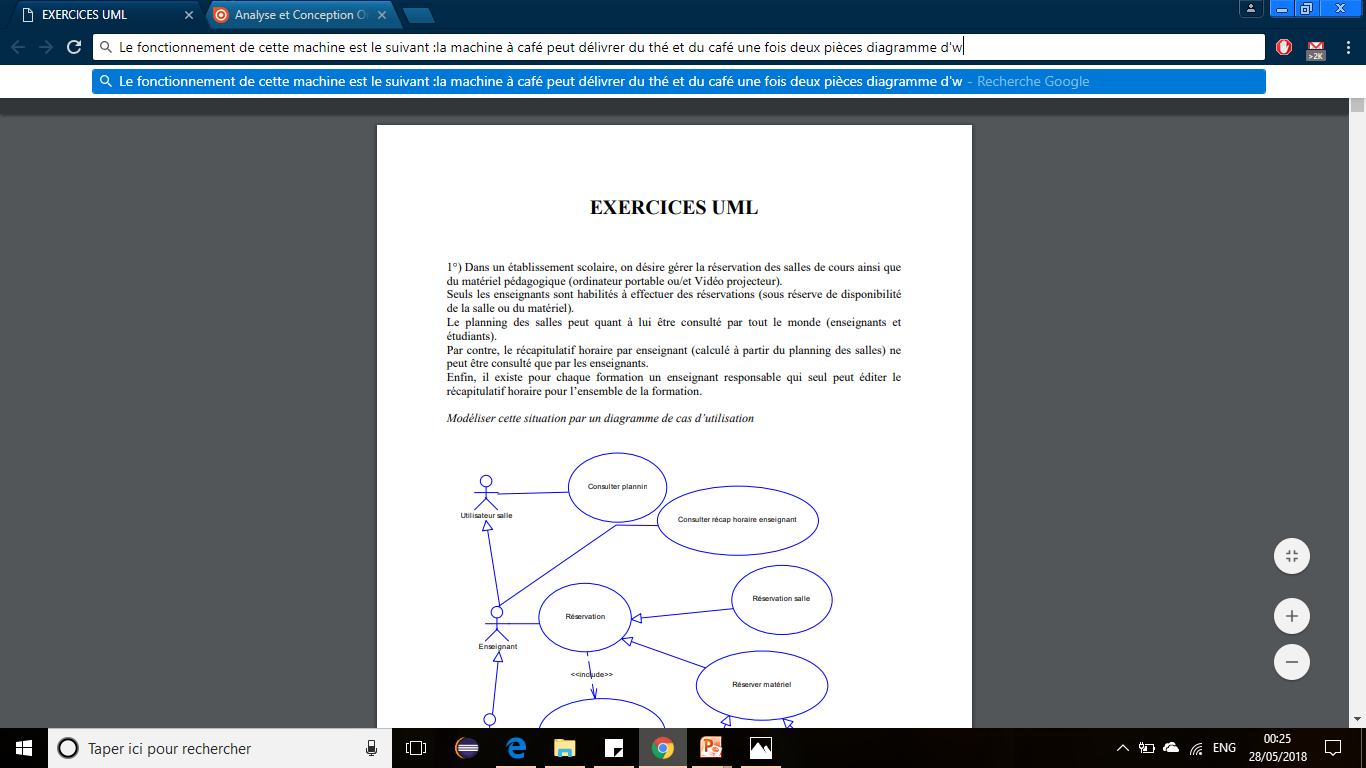 EXERCICES UML
Analyse et Conception O
Le fonctionnement de cette machine est le suivant :la machine à café peut délivrer du thé et du café une fois deux pièces diagramme d'w
>2K
Le fonctionnement de cette machine est le suivant :la machine à café peut délivrer du thé et du café une fois deux pièces diagramme d'w - Recherche Google
EXERCICES UML
1°) Dans un établissement scolaire, on désire gérer la réservation des salles de cours ainsi que
du matériel pédagogique (ordinateur portable ou/et Vidéo projecteur).
Seuls les enseignants sont habilités à effectuer des réservations (sous réserve de disponibilité
de la salle ou du matériel).
Le planning des salles peut quant à lui être consulté par tout le monde (enseignants et
étudiants).
Par contre, le récapitulatif horaire par enseignant (calculé à partir du planning des salles) ne
peut être consulté que par les enseignants.
Enfin, il existe pour chaque formation un enseignant responsable qui seul peut éditer le
récapitulatif horaire pour l'ensemble de la formation.
Modéliser cette situation par un diagramme de cas d'utilisation
Consulter plannin
Utilisateur salle
Consulter récap horaire enseignant
Réservation salle
Réservation
Enseignant
<<include>>
Réserver matériel
Taper ici pour rechercher
ENG
00:25
28/05/2018